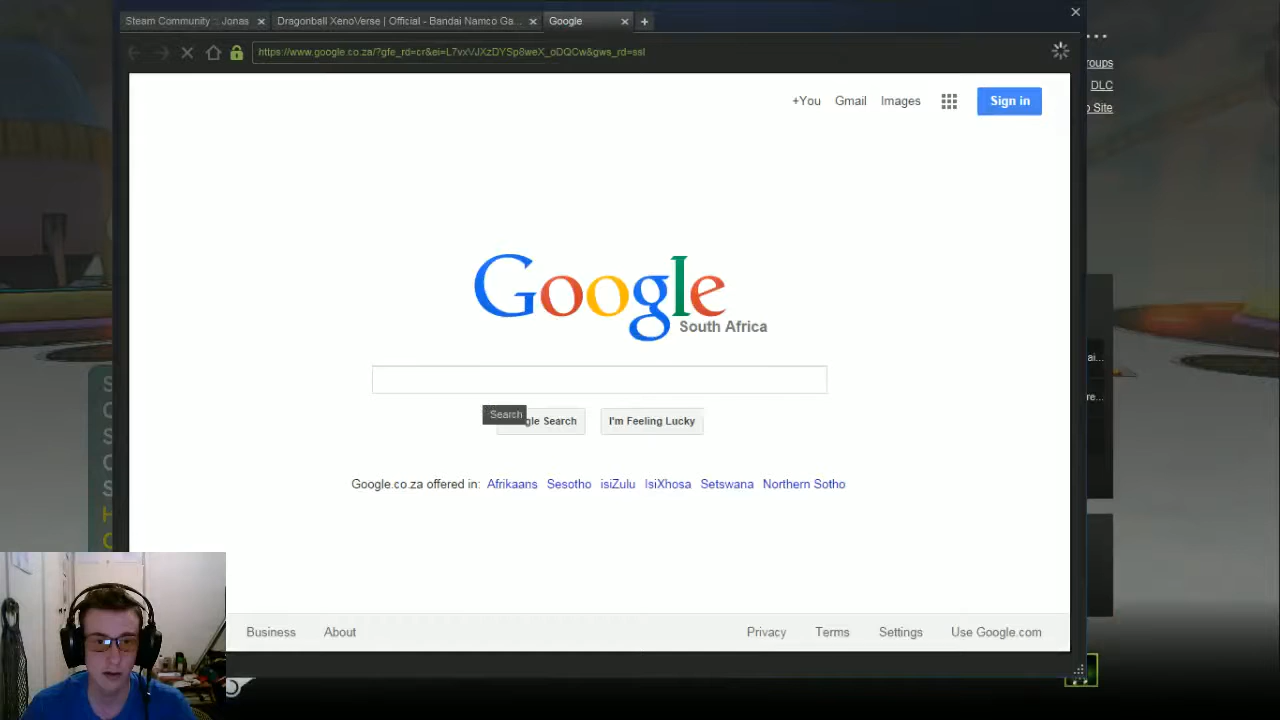 Steam Community :: Jonas
Dragonball XenoVerse | Official - Bandai Namco Ga...
Google
https://www.google.co.za/?gfe_rd=cr&ei=L7vxVJXzDYSp8weX_oDQCw&gws_rd=ssl
+You
Gmail
Images
Sign in
oups
DLC
Site
Google
South Africa
Search
gle Search
I'm Feeling Lucky
Google.co.za offered in: Afrikaans Sesotho isiZulu IsiXhosa Setswana Northern Sotho
Business
About
Privacy
Terms
Settings
Use Google.com